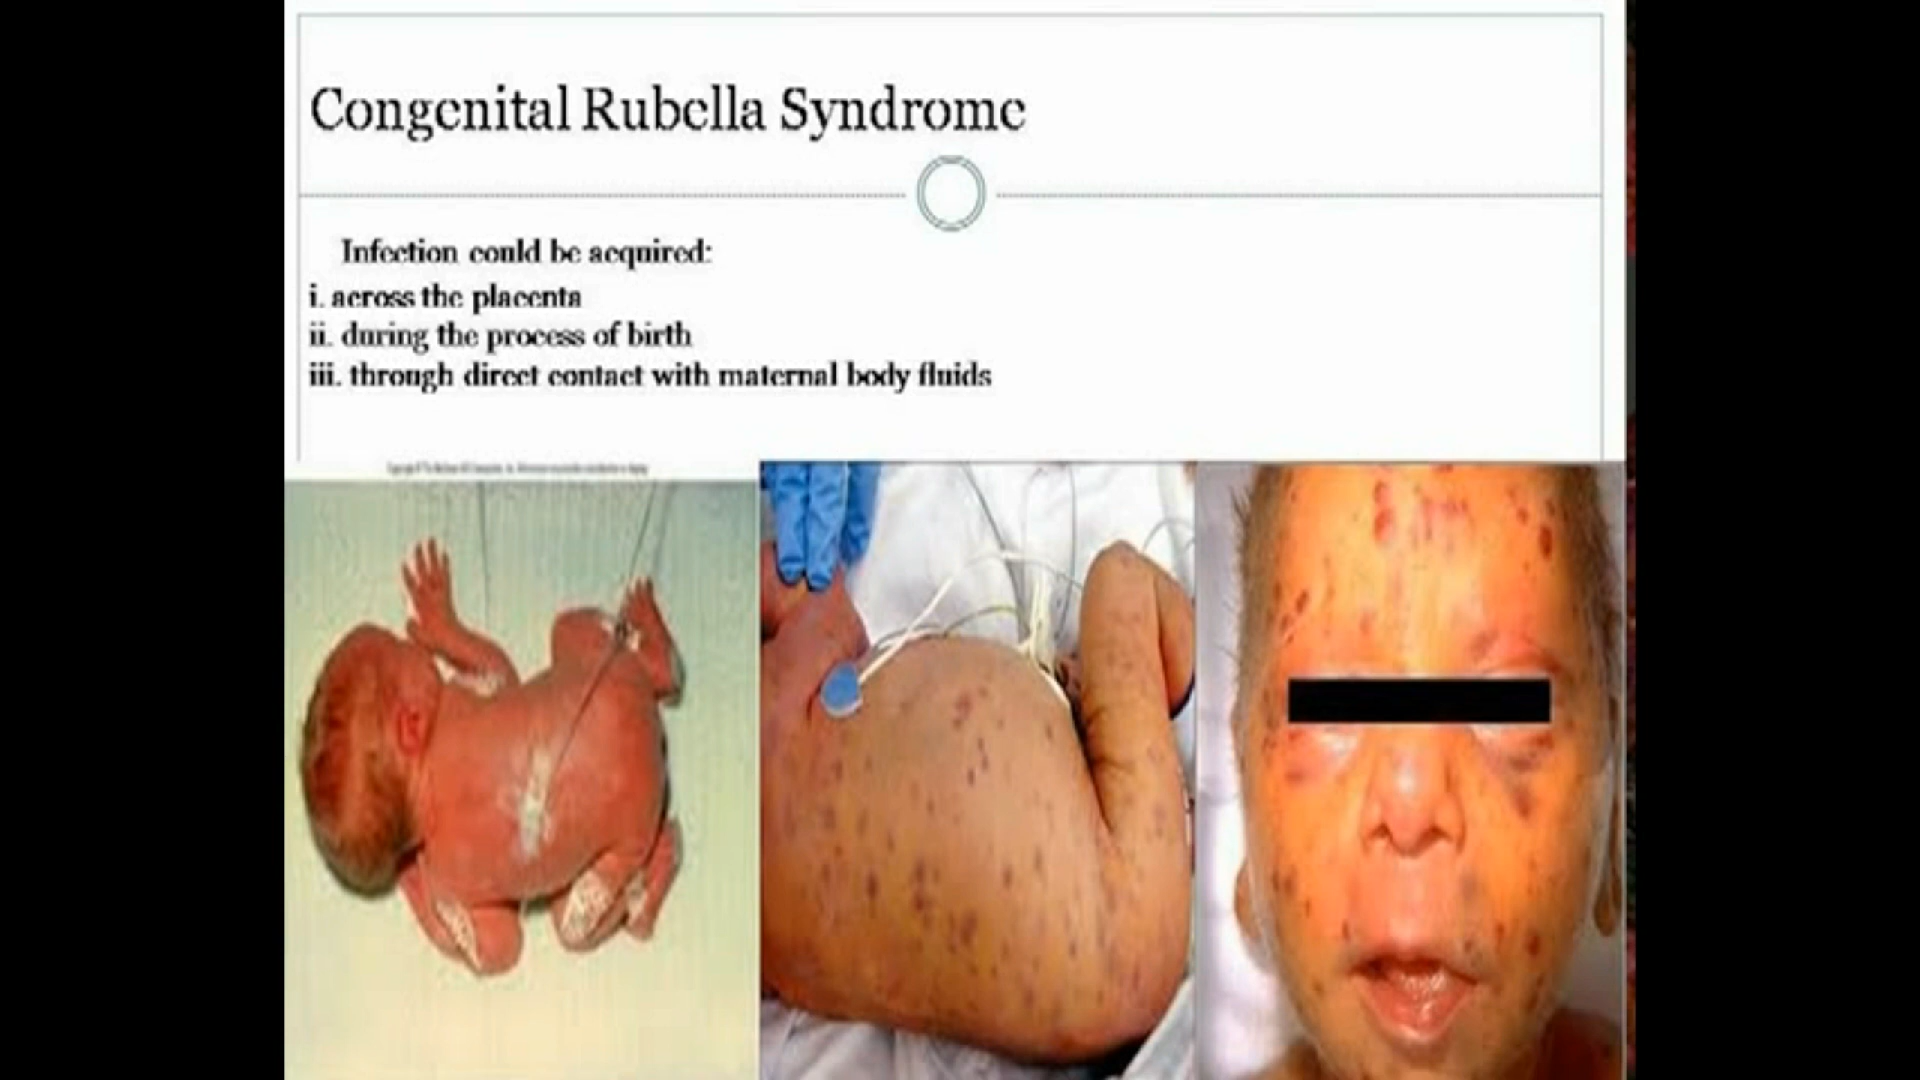 Congenital Rubella Syndrome
Infection could be acquired:
i. across the placenta
ii. during the process of birth
iii. through direct contact with maternal body fluids